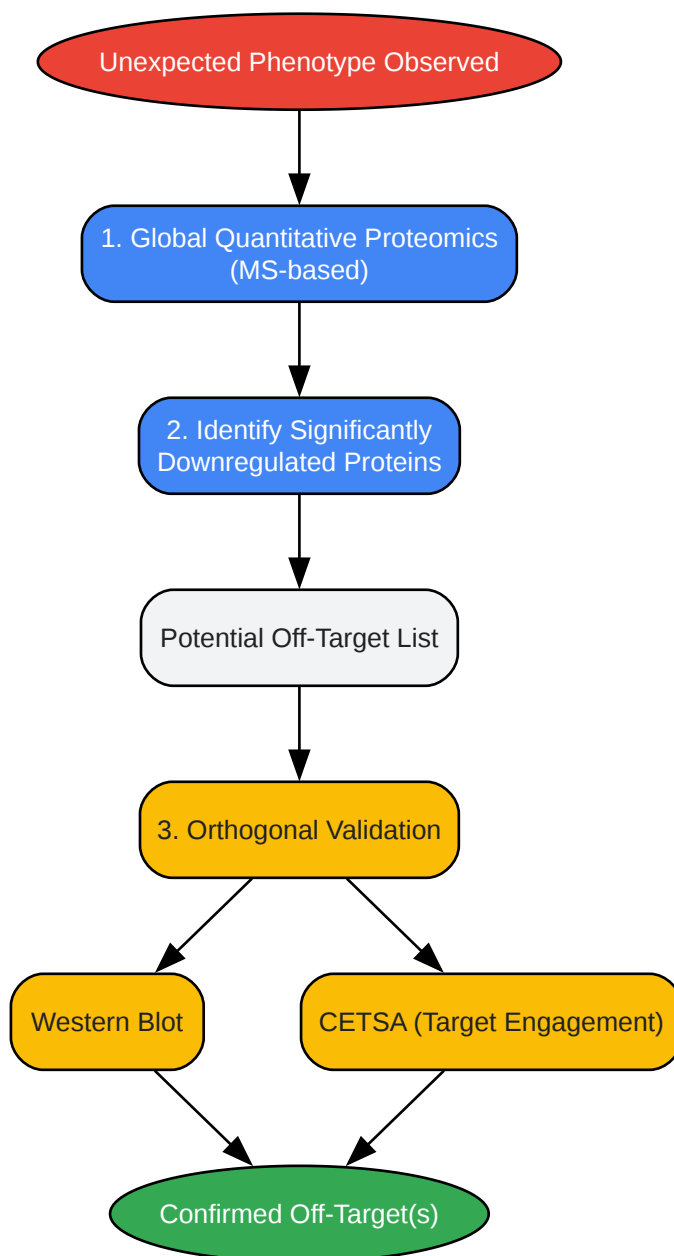 Unexpected Phenotype Observed
1. Global Quantitative Proteomics
(MS-based)
2. Identify Significantly
Downregulated Proteins
Potential Off-Target List
3. Orthogonal Validation
Western Blot
CETSA (Target Engagement)
Confirmed Off-Target(s)